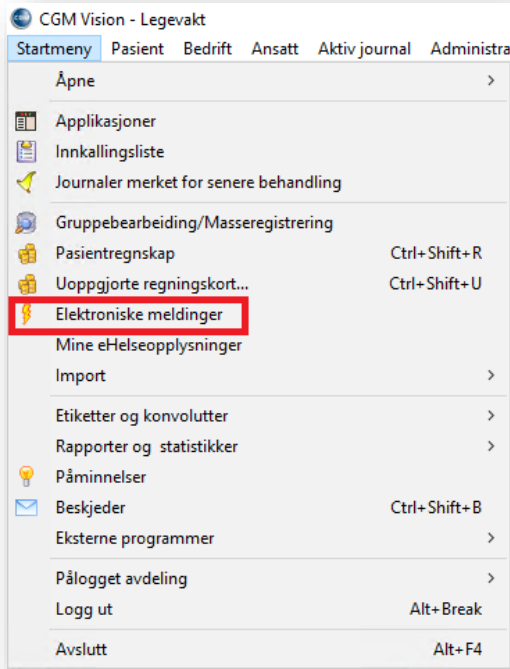 CGM Vision - Legevakt
Startmeny Pasient Bedrift Ansatt Aktiv journal Administra
Åpne
Applikasjoner
Innkallingsliste
Journaler merket for senere behandling
Gruppebearbeiding/Masseregistrering
Pasientregnskap Ctrl+Shift+R
Uoppgjorte regningskort... Ctrl+Shift+U
Elektroniske meldinger
Mine eHelseopplysninger
Import
Etiketter og konvolutter
Rapporter og statistikker
Påminnelser
Beskjeder Ctrl+Shift+B
Eksterne programmer
Pålogget avdeling
Logg ut Alt+Break
Avslutt Alt+F4